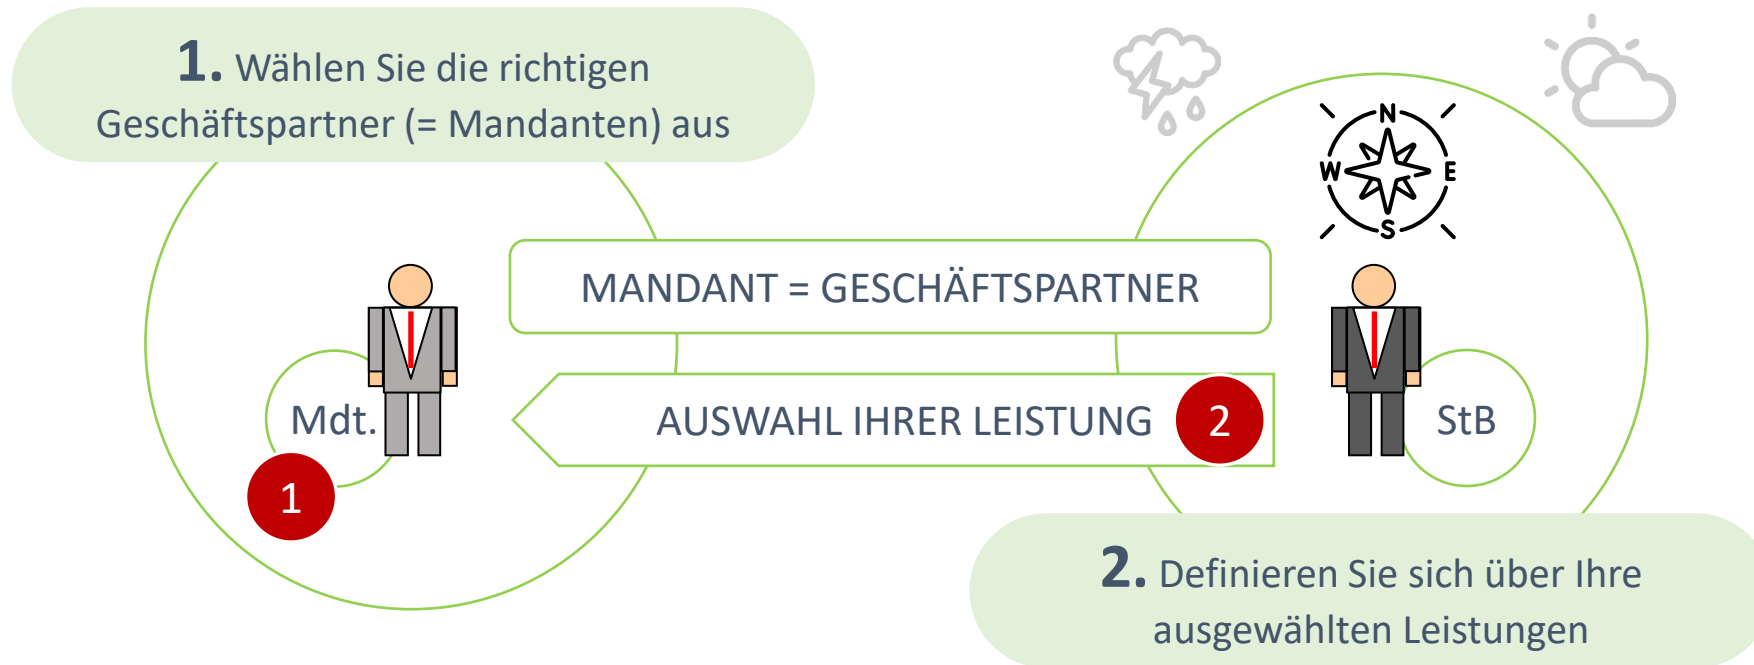 1. Wählen Sie die richtigen
Geschäftspartner (= Mandanten) aus
N
W E
S
MANDANT = GESCHÄFTSPARTNER
AUSWAHL IHRER LEISTUNG 2
Mdt.
StB
1
2. Definieren Sie sich über Ihre
ausgewählten Leistungen